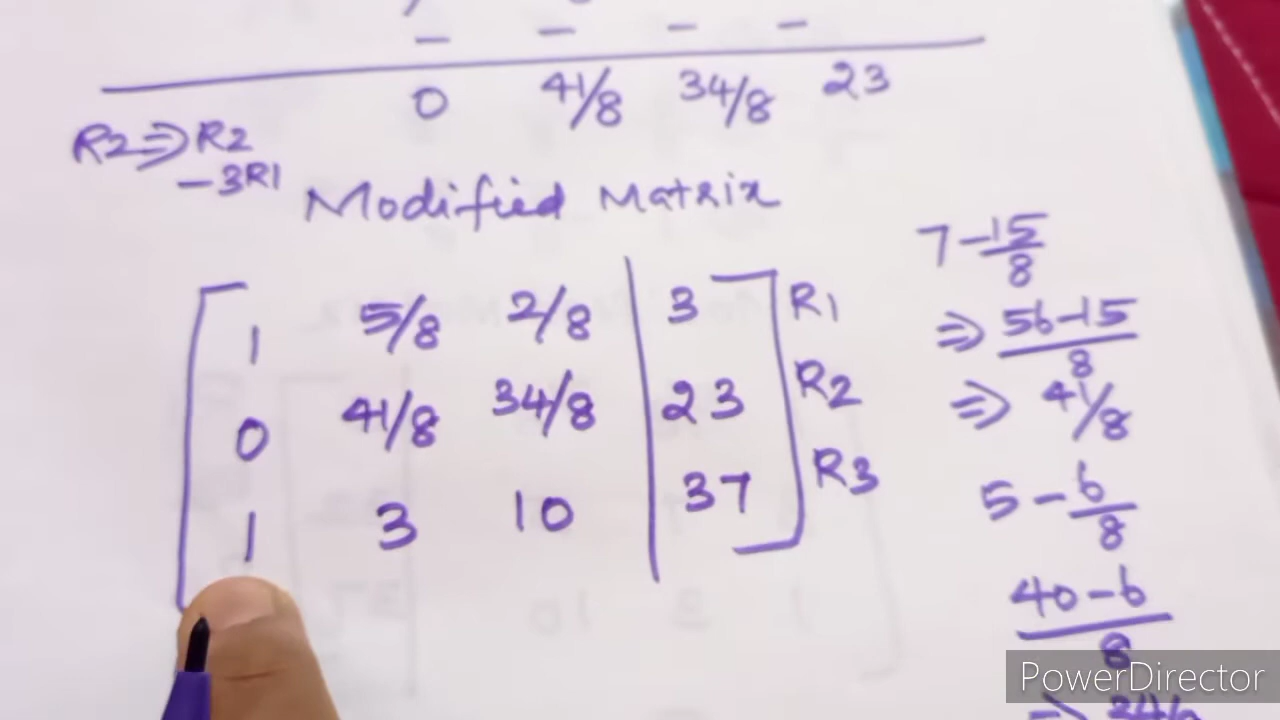 - - - -
0 41/8 34/8 23
R2⇒R2
-3R1
Modified Matrix
1 5/8 2/8 3 R1
0 41/8 34/8 23 R2
1 3 10 37 R3
7-15/8
⇒ 56-15/8
⇒ 41/8
5-6/8
40-6/8
PowerDirector